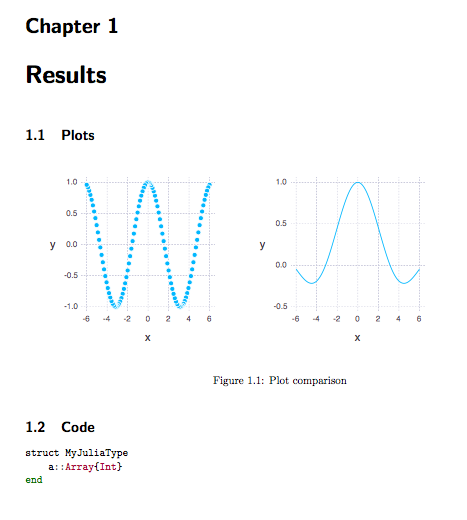 Chapter 1
Results
1.1 Plots
1.0
0.5
0.0
-0.5
-1.0
y
-6 -4 -2 0 2 4 6
x
1.0
0.5
0.0
-0.5
y
-6 -4 -2 0 2 4 6
x
Figure 1.1: Plot comparison
1.2 Code
struct MyJuliaType
    a::Array{Int}
end